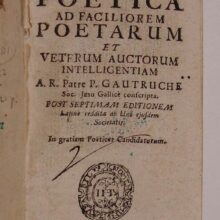 POETICA
AD FACILIOREM
POETARUM
ET
VETERUM AUCTORUM
INTELLIGENTIAM
A. R. Patre P. GAUTRUCHE
Soc. Jesu Gallicè conscripta.
POST SEPTIMAM EDITIONEM
Latinè reddita ab Uno ejusdem
Societatis.
In gratiam Poetices Candidatorum.